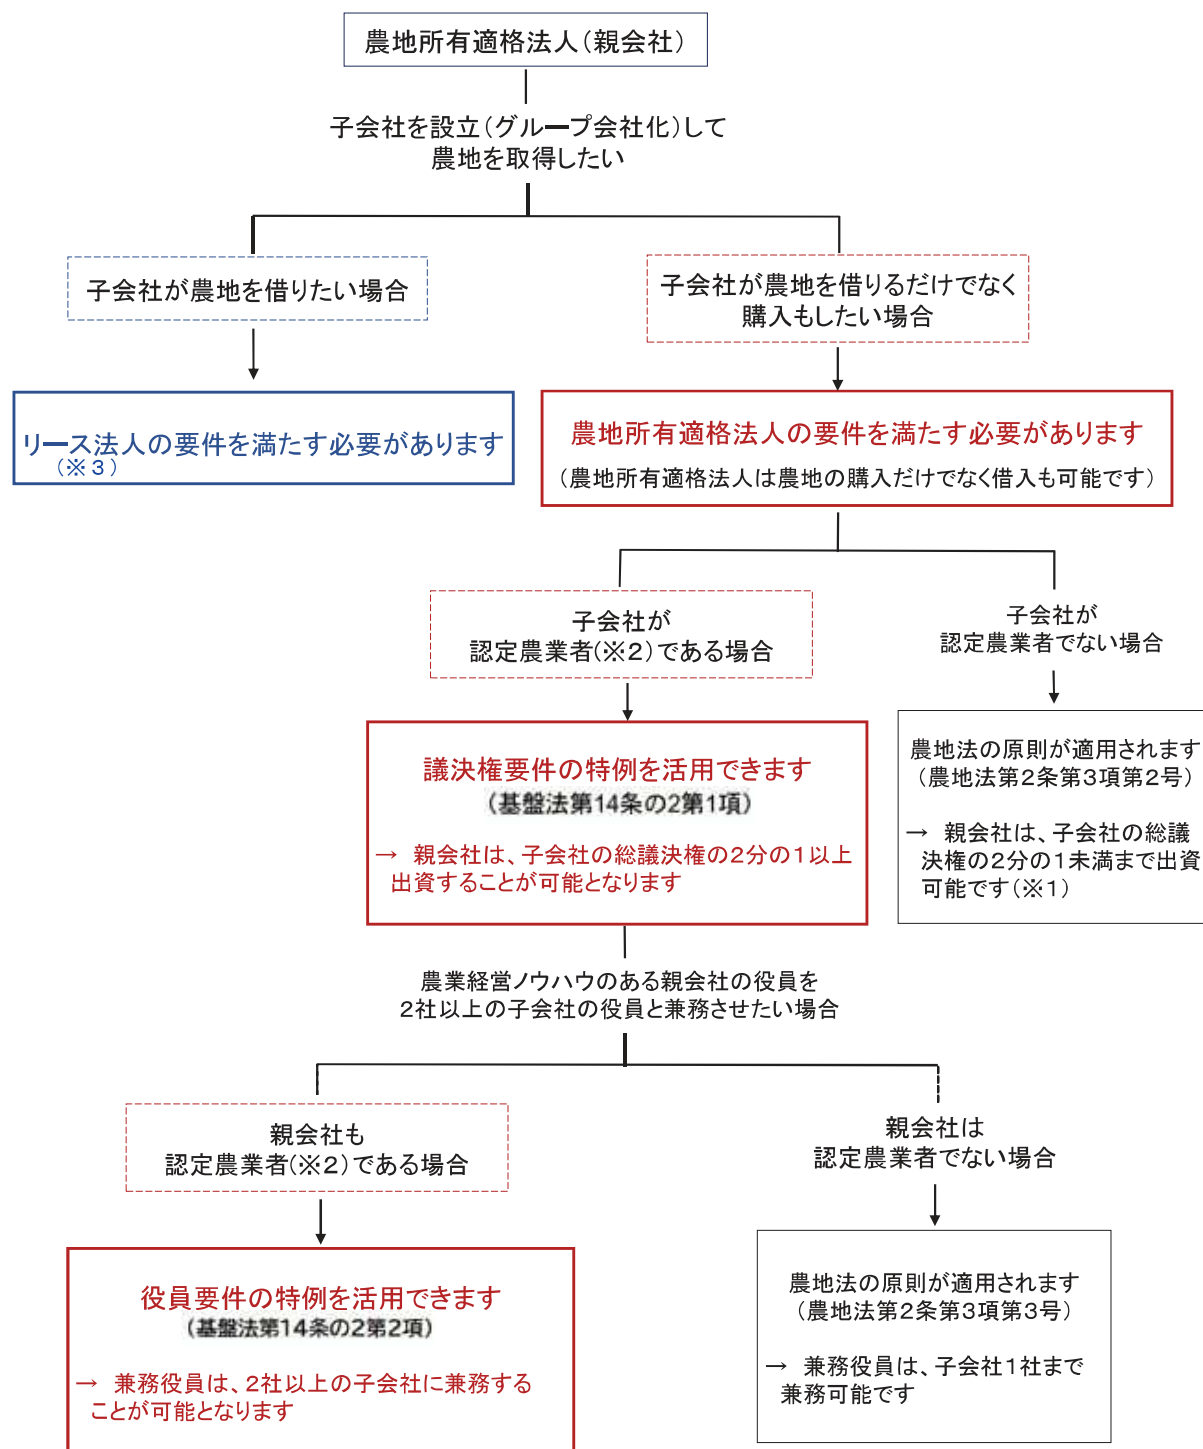 農地所有適格法人（親会社）
子会社を設立（グループ会社化）して
農地を取得したい
子会社が農地を借りたい場合
子会社が農地を借りるだけでなく
購入もしたい場合
リース法人の要件を満たす必要があります
（※３）
農地所有適格法人の要件を満たす必要があります
（農地所有適格法人は農地の購入だけでなく借入も可能です）
子会社が
認定農業者（※２）である場合
子会社が
認定農業者でない場合
議決権要件の特例を活用できます
（基盤法第14条の2第1項）
→ 親会社は、子会社の総議決権の２分の１以上
出資することが可能となります
農地法の原則が適用されます
（農地法第２条第３項第２号）
→ 親会社は、子会社の総議
決権の２分の１未満まで出資
可能です（※１）
農業経営ノウハウのある親会社の役員を
２社以上の子会社の役員と兼務させたい場合
親会社も
認定農業者（※２）である場合
親会社は
認定農業者でない場合
役員要件の特例を活用できます
（基盤法第14条の2第2項）
→ 兼務役員は、２社以上の子会社に兼務する
ことが可能となります
農地法の原則が適用されます
（農地法第２条第３項第３号）
→ 兼務役員は、子会社１社まで
兼務可能です